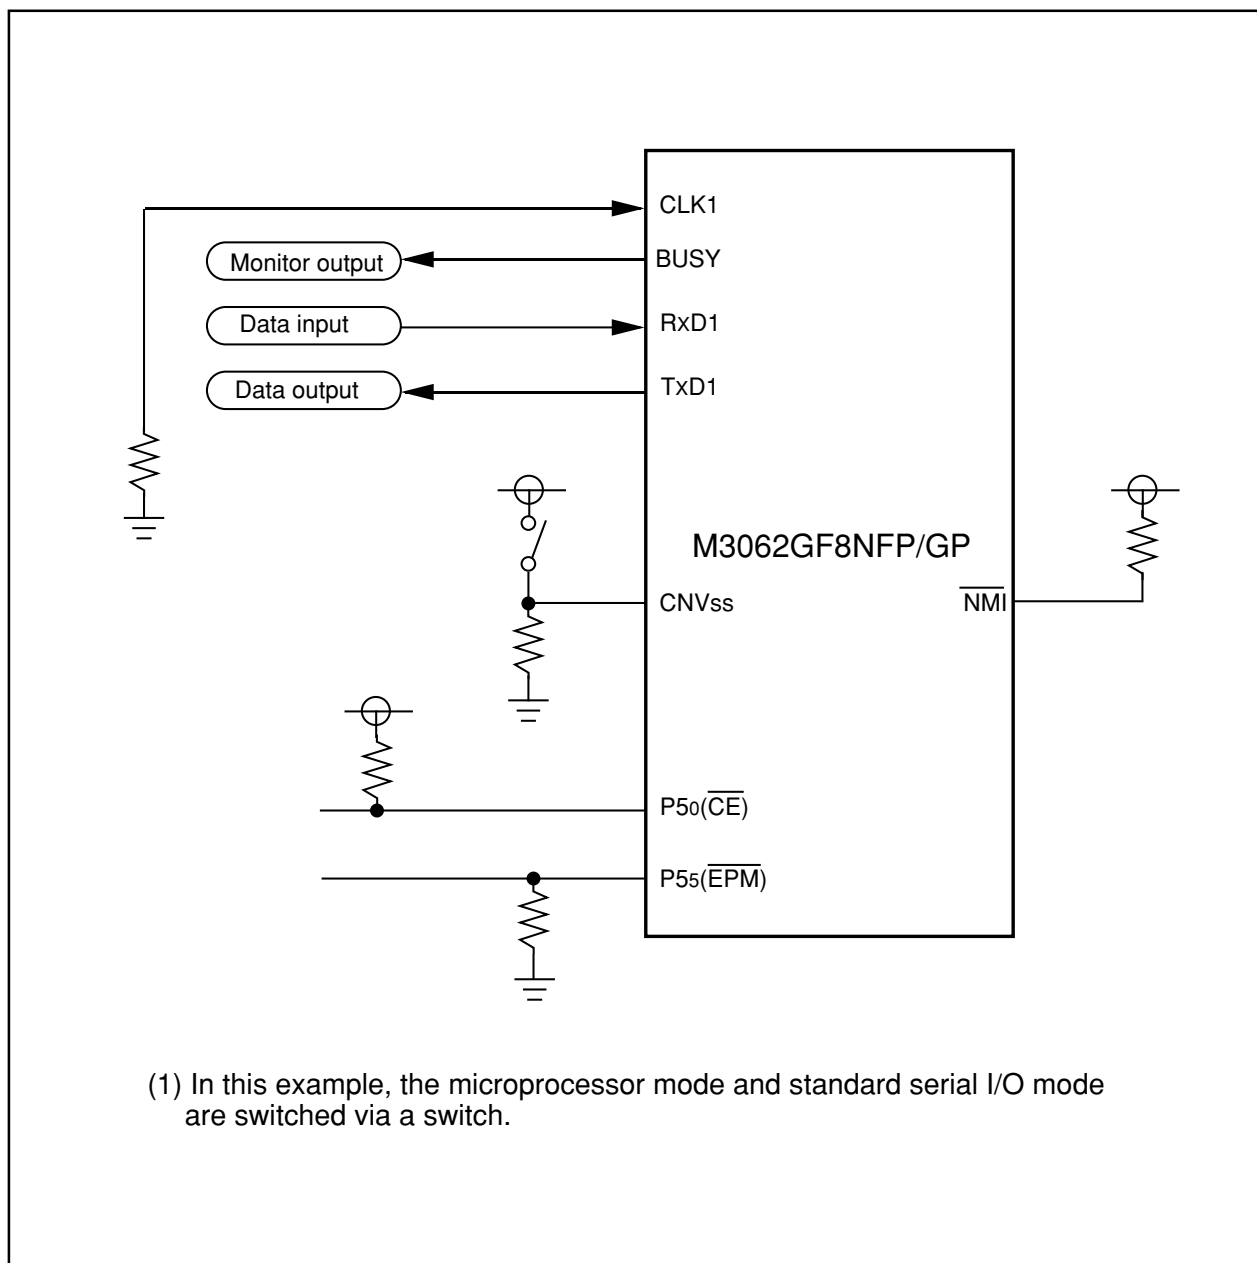 CLK1
Monitor output
BUSY
Data input
RxD1
Data output
TxD1
M3062GF8NFP/GP
CNVss
NMI
P50(CE)
P55(EPM)
(1) In this example, the microprocessor mode and standard serial I/O mode
are switched via a switch.